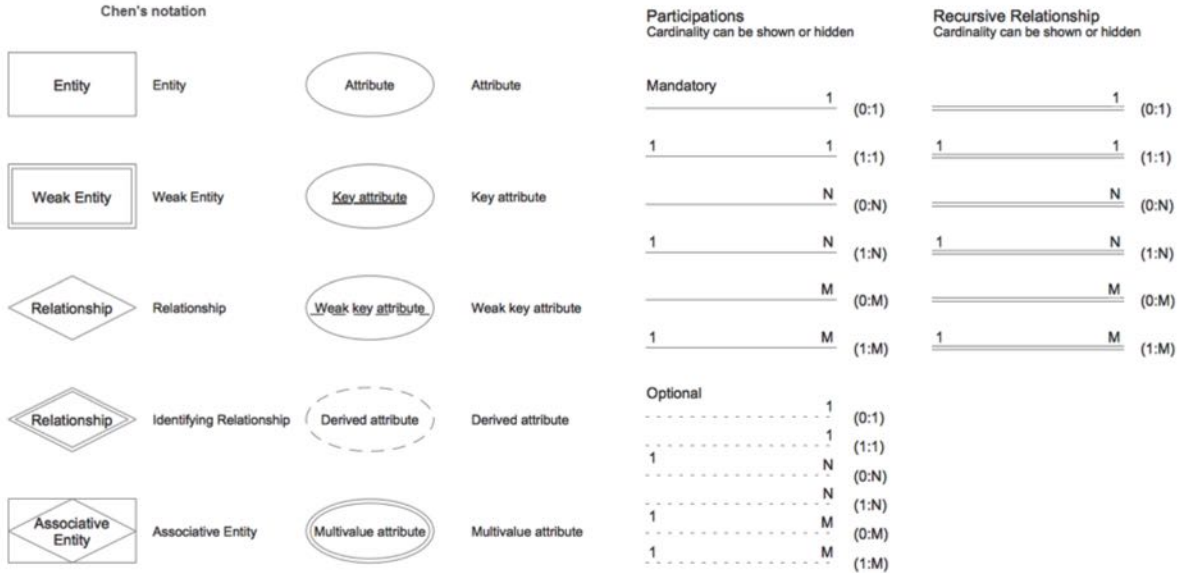 Chen's notation
Entity
Entity
Attribute
Attribute
Weak Entity
Weak Entity
Key attribute
Key attribute
Relationship
Relationship
Weak key attribute
Weak key attribute
Relationship
Identifying Relationship
Derived attribute
Derived attribute
Associative
Entity
Associative Entity
Multivalue attribute
Multivalue attribute
Participations
Cardinality can be shown or hidden
Mandatory
1
(0:1)
1 1
(1:1)
N
(0:N)
1 N
(1:N)
M
(0:M)
1 M
(1:M)
Optional
1
(0:1)
1
(1:1)
1
N
(0:N)
N
(1:N)
1
M
(0:M)
1 M
(1:M)
Recursive Relationship
Cardinality can be shown or hidden
1
(0:1)
1 1
(1:1)
N
(0:N)
1 N
(1:N)
M
(0:M)
1 M
(1:M)